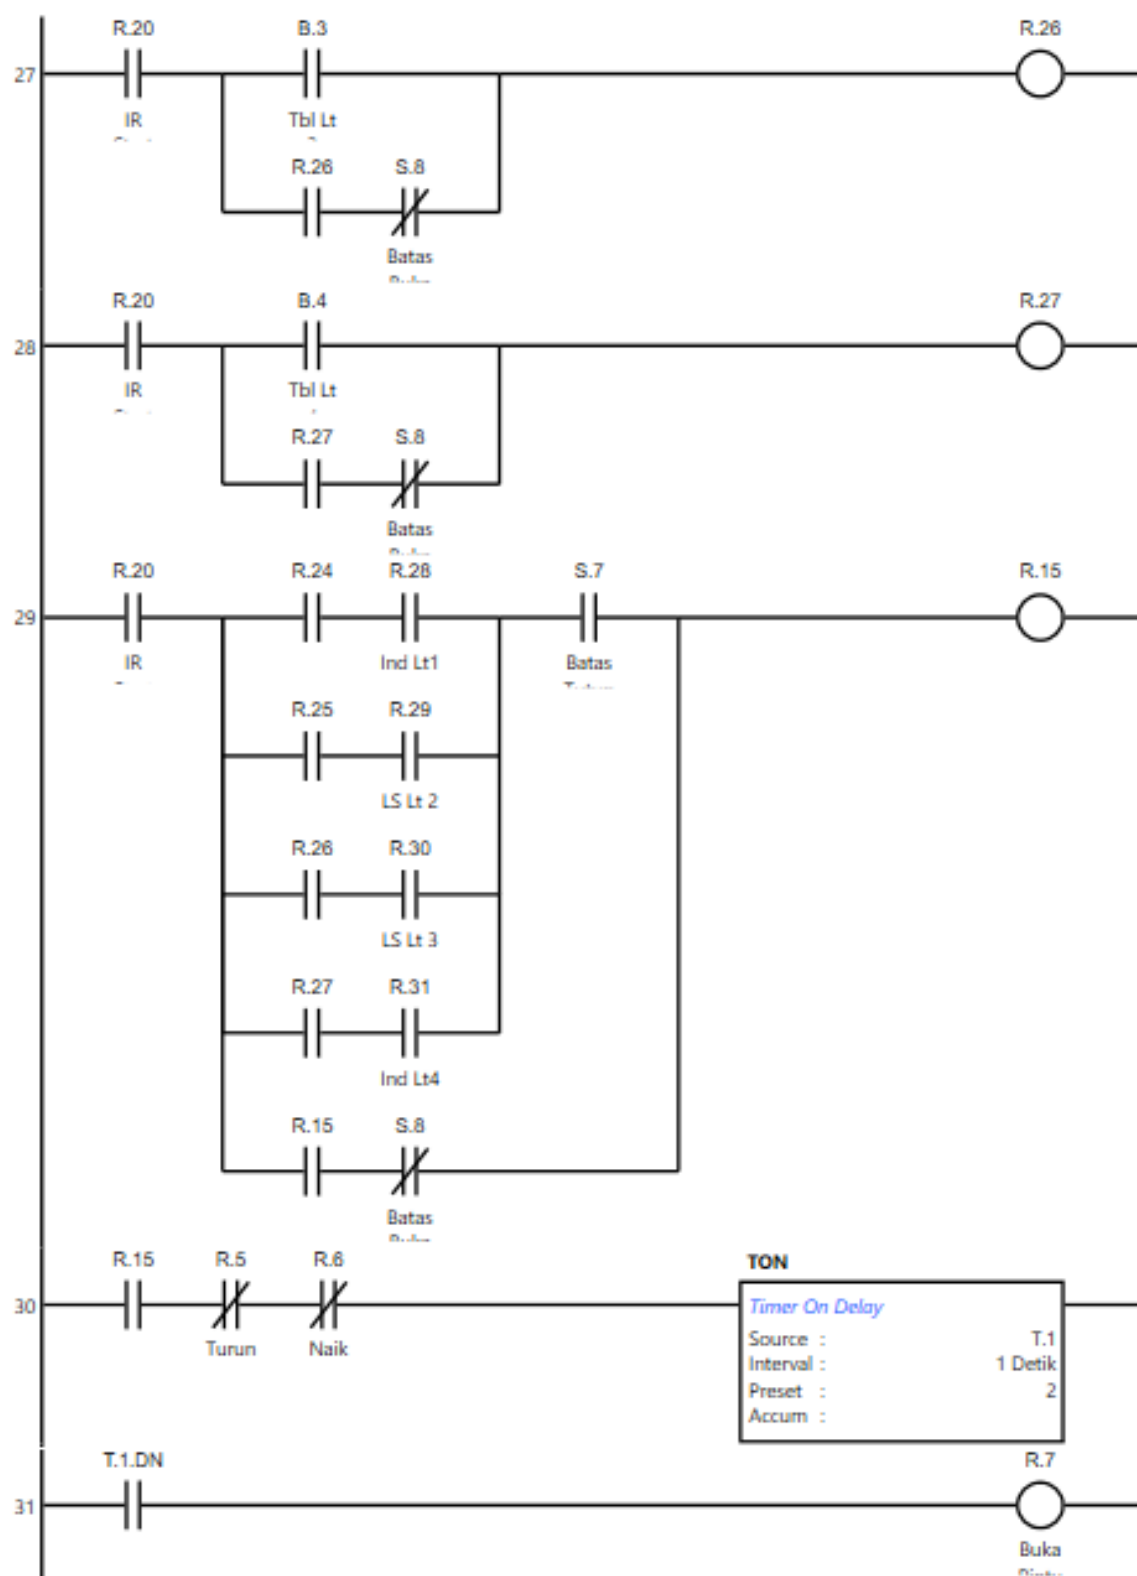 R.20 B.3 R.26
27
IR Tbl Lt
R.26 S.8
Batas
R.20 B.4 R.27
28
IR Tbl Lt
R.27 S.8
Batas
R.20 R.24 R.28 S.7 R.15
29
IR Ind Lt1 Batas
R.25 R.29
LS Lt 2
R.26 R.30
LS Lt 3
R.27 R.31
Ind Lt4
R.15 S.8
Batas
R.15 R.5 R.6 TON
30
Timer On Delay
Turun Naik
Source : T.1
Interval : 1 Detik
Preset : 2
Accum :
T.1.DN R.7
31
Buka